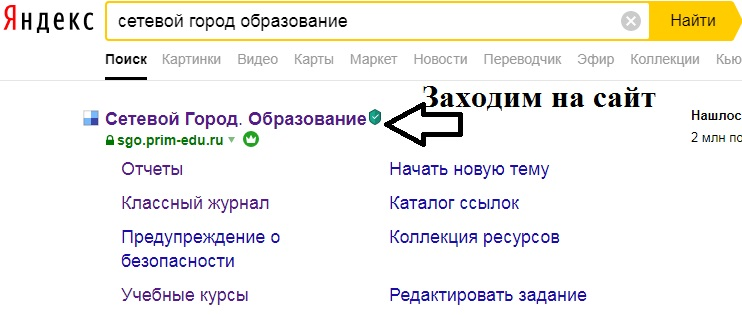 Яндекс
сетевой город образование
Найти
Поиск Картинки Видео Карты Маркет Новости Переводчик Эфир Коллекции Кью
Заходим на сайт
Сетевой Город. Образование
sgo.prim-edu.ru
Нашлос
2 млн по
Отчеты
Начать новую тему
Классный журнал
Каталог ссылок
Предупреждение о
безопасности
Коллекция ресурсов
Учебные курсы
Редактировать задание